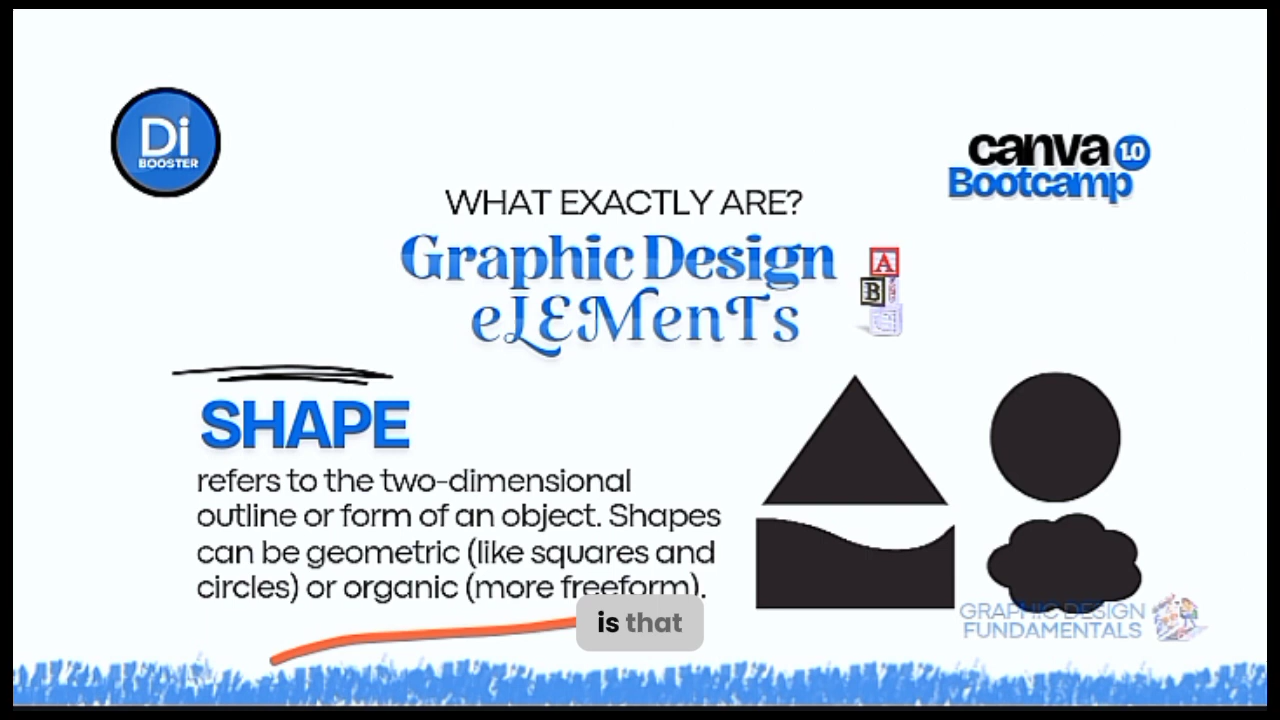 Di
BOOSTER
canva 1.0
Bootcamp
WHAT EXACTLY ARE?
Graphic Design
eLEMenTs
A
B
SHAPE
refers to the two-dimensional
outline or form of an object. Shapes
can be geometric (like squares and
circles) or organic (more freeform).
is that
GRAPHIC DESIGN
FUNDAMENTALS